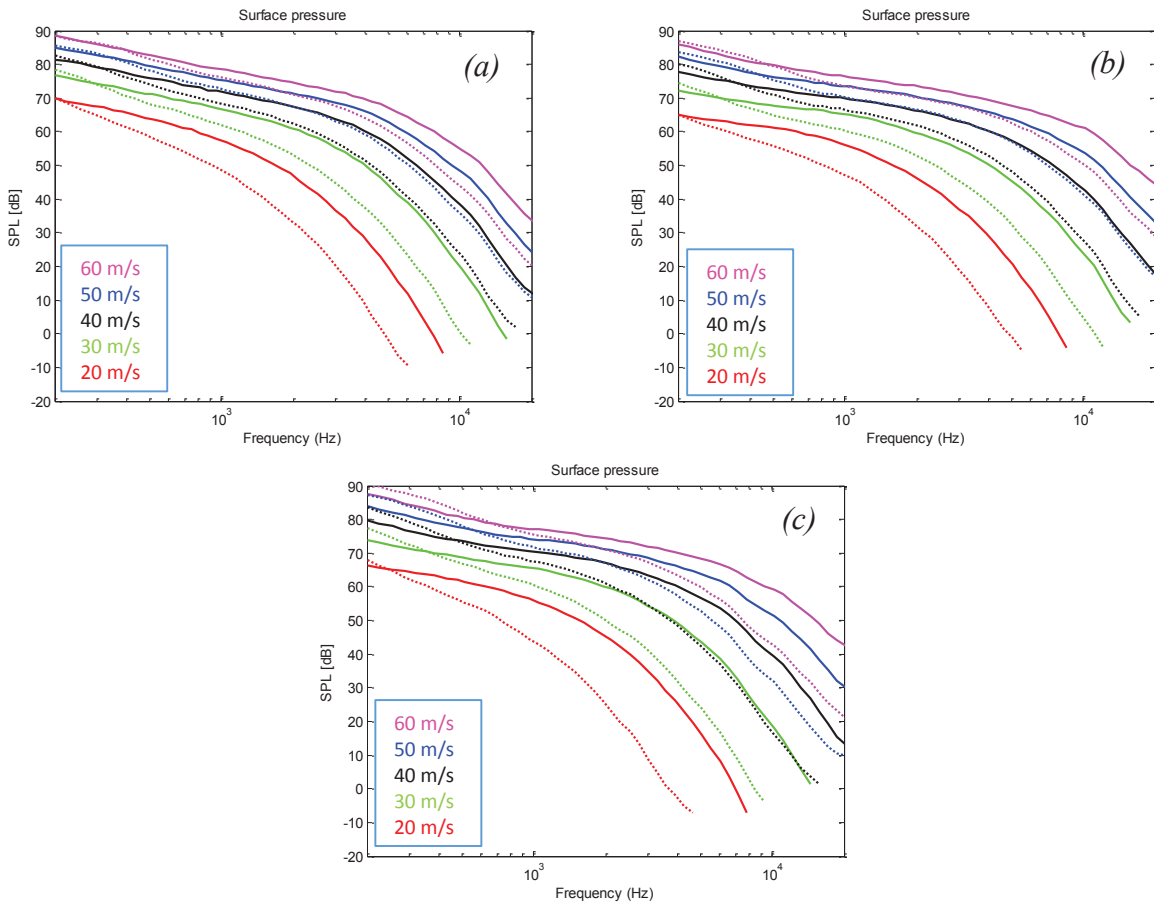 Surface pressure
(a)
SPL [dB]
90
80
70
60
50
40
30
20
10
0
-10
-20
60 m/s
50 m/s
40 m/s
30 m/s
20 m/s
10³
10⁴
Frequency (Hz)
Surface pressure
(b)
SPL [dB]
90
80
70
60
50
40
30
20
10
0
-10
-20
60 m/s
50 m/s
40 m/s
30 m/s
20 m/s
10³
10⁴
Frequency (Hz)
Surface pressure
(c)
SPL [dB]
90
80
70
60
50
40
30
20
10
0
-10
-20
60 m/s
50 m/s
40 m/s
30 m/s
20 m/s
10³
10⁴
Frequency (Hz)